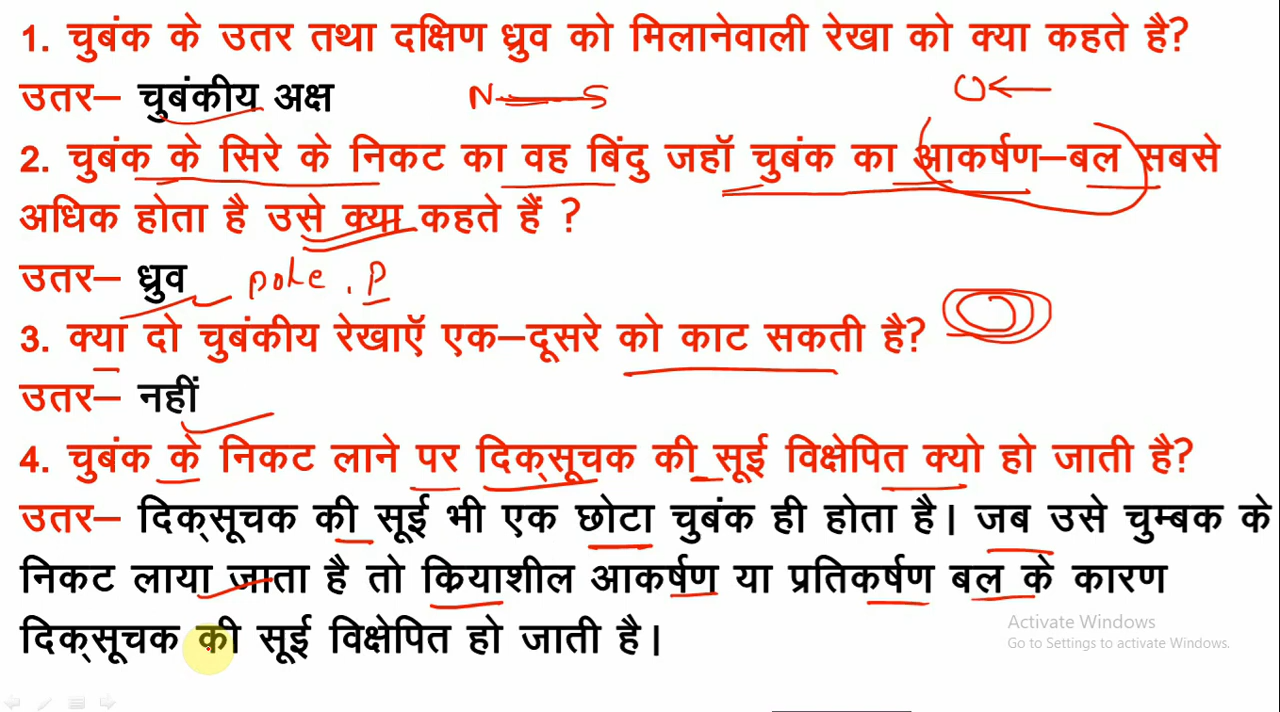 1. चुबंक के उतर तथा दक्षिण ध्रुव को मिलानेवाली रेखा को क्या कहते है?
उतर– चुबंकीय अक्ष N S
2. चुबंक के सिरे के निकट का वह बिंदु जहॉ चुबंक का आकर्षण–बल सबसे
अधिक होता है उसे क्या कहते हैं ?
उतर– ध्रुव pole . P
3. क्या दो चुबंकीय रेखाऍ एक–दूसरे को काट सकती है?
उतर– नहीं
4. चुबंक के निकट लाने पर दिक्सूचक की सूई विक्षेपित क्यो हो जाती है?
उतर– दिक्सूचक की सूई भी एक छोटा चुबंक ही होता है। जब उसे चुम्बक के
निकट लाया जाता है तो क्रियाशील आकर्षण या प्रतिकर्षण बल के कारण
दिक्सूचक की सूई विक्षेपित हो जाती है।
Activate Windows
Go to Settings to activate Windows.